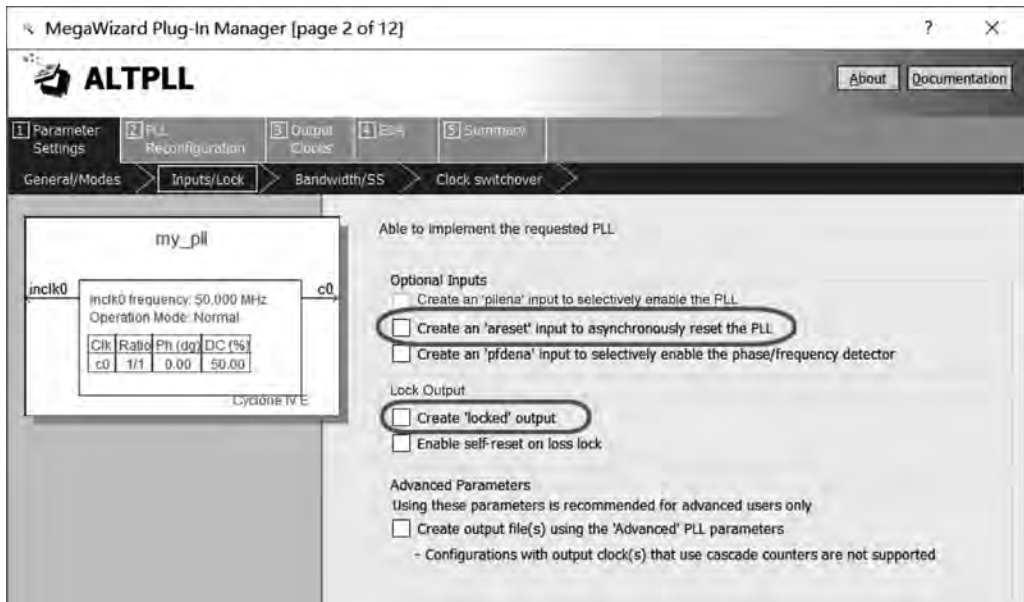 MegaWizard Plug-In Manager [page 2 of 12]
? ×
ALTPLL
About Documentation
1 Parameter Settings
2 PLL Reconfiguration
3 Output Clocks
4 EDA
5 Summary
General/Modes Inputs/Lock Bandwidth/SS Clock switchover
my_pll
inclk0
c0
inclk0 frequency: 50.000 MHz
Operation Mode: Normal
Clk Ratio Ph (dg) DC (%)
c0 1/1 0.00 50.00
Cyclone IV E
Able to implement the requested PLL
Optional Inputs
Create an 'pllena' input to selectively enable the PLL
Create an 'areset' input to asynchronously reset the PLL
Create an 'pfdena' input to selectively enable the phase/frequency detector
Lock Output
Create 'locked' output
Enable self-reset on loss lock
Advanced Parameters
Using these parameters is recommended for advanced users only
Create output file(s) using the 'Advanced' PLL parameters
- Configurations with output clock(s) that use cascade counters are not supported